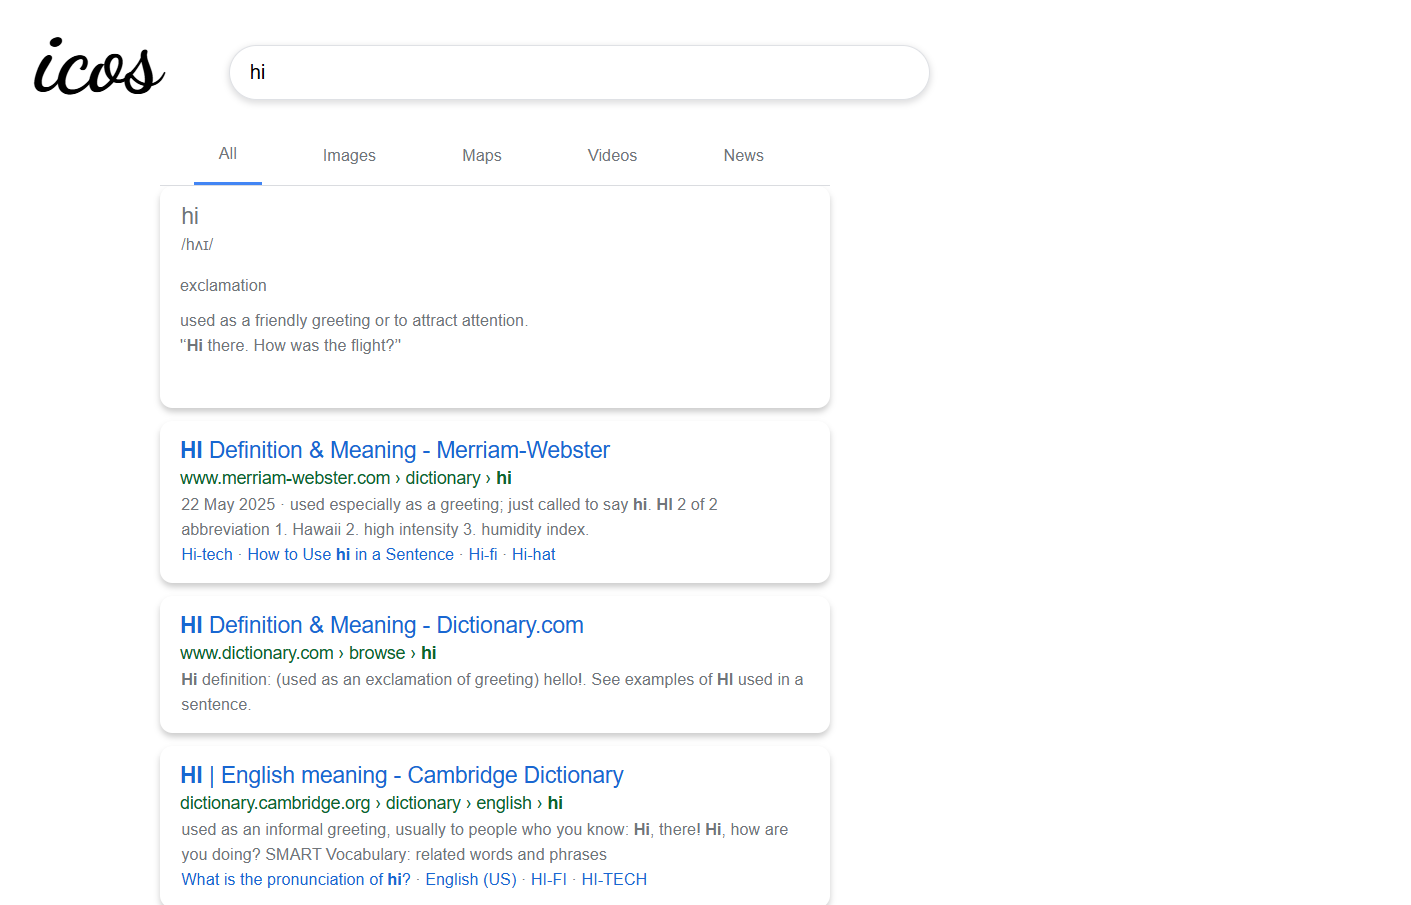 icos
hi
All Images Maps Videos News
hi
/hʌɪ/
exclamation
used as a friendly greeting or to attract attention.
"Hi there. How was the flight?"
HI Definition & Meaning - Merriam-Webster
www.merriam-webster.com › dictionary › hi
22 May 2025 · used especially as a greeting; just called to say hi. HI 2 of 2
abbreviation 1. Hawaii 2. high intensity 3. humidity index.
Hi-tech · How to Use hi in a Sentence · Hi-fi · Hi-hat
HI Definition & Meaning - Dictionary.com
www.dictionary.com › browse › hi
Hi definition: (used as an exclamation of greeting) hello!. See examples of HI used in a
sentence.
HI | English meaning - Cambridge Dictionary
dictionary.cambridge.org › dictionary › english › hi
used as an informal greeting, usually to people who you know: Hi, there! Hi, how are
you doing? SMART Vocabulary: related words and phrases
What is the pronunciation of hi? · English (US) · HI-FI · HI-TECH